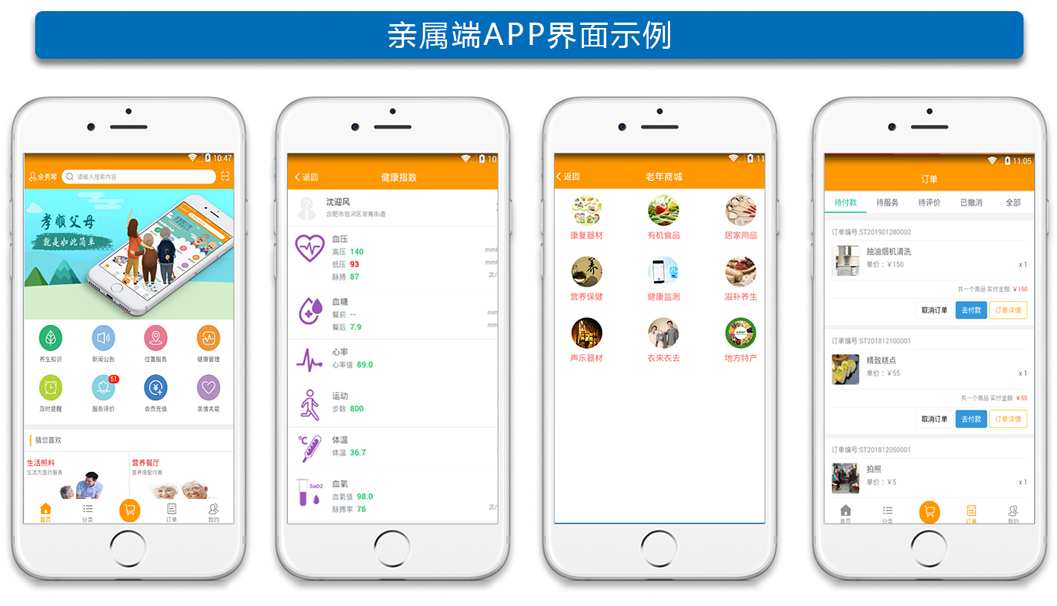 亲属端APP界面示例
10:47
余秀琴
请输入搜索内容
孝顺父母
就是如此简单
养生知识
新闻公告
位置服务
健康管理
51
及时提醒
服务评价
会员充值
亲情关爱
猜您喜欢
生活照料
生活方面的服务
营养餐厅
营养搭配均衡
首页
分类
订单
我的
10
返回
健康指数
沈迎风
合肥市包河区常青街道
血压
高压 140
低压 93
脉搏 87
血糖
餐前 --
餐后 7.9
心率
心率值 89.0
运动
步数 800
℃
体温
体温 36.7
SaO2
血氧
血氧值 98.0
脉搏率 76
11
返回
老年商城
康复器材
有机食品
居家用品
营养保健
健康监测
滋补养生
声乐器材
衣来衣去
地方特产
11:05
订单
待付款
待服务
待评价
已撤消
全部
订单编号:ST201901280002
抽油烟机清洗
单价：￥150
x 1
共一个商品 实付金额: ￥150
取消订单
去付款
订单详情
订单编号:ST201812100001
精致糕点
单价：￥55
x 1
共一个商品 实付金额: ￥55
取消订单
去付款
订单详情
订单编号:ST201812050001
拍照
单价：￥5
x 1
首页
分类
订单
我的